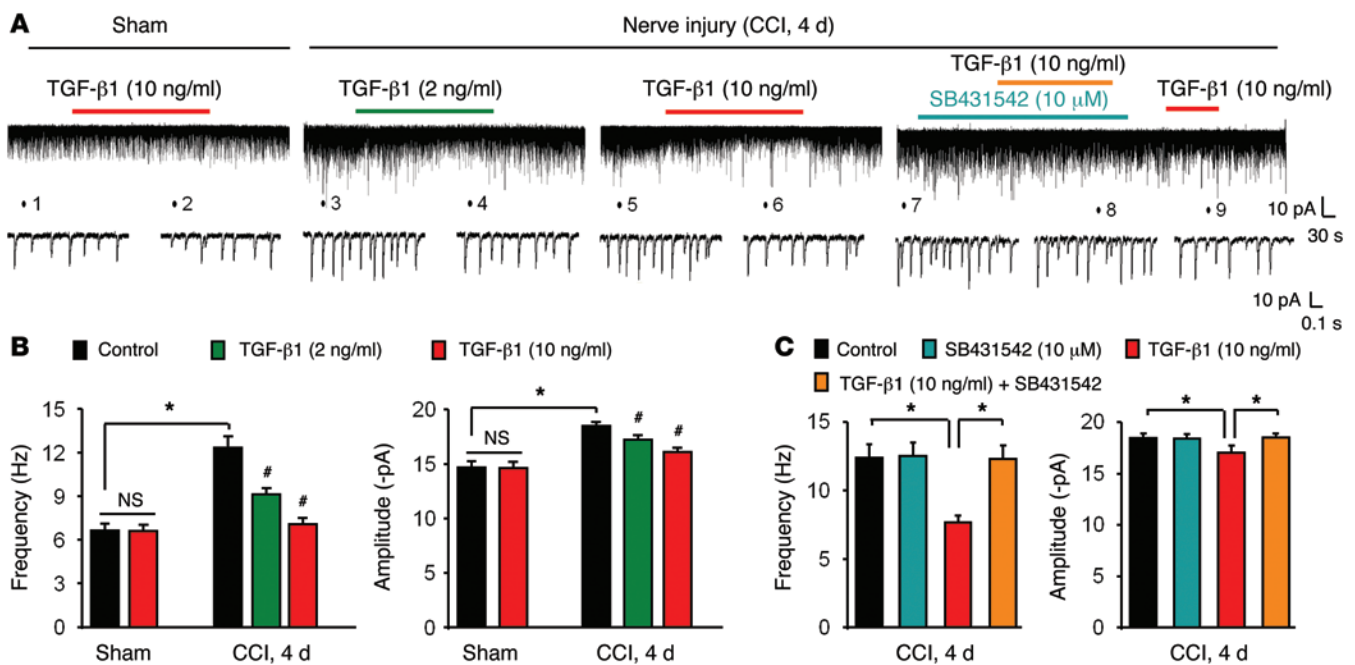 A
Sham
Nerve injury (CCI, 4 d)
TGF-β1 (10 ng/ml)
TGF-β1 (2 ng/ml)
TGF-β1 (10 ng/ml)
TGF-β1 (10 ng/ml)
SB431542 (10 μM)
TGF-β1 (10 ng/ml)
1
2
3
4
5
6
7
8
9
10 pA
30 s
10 pA
0.1 s
B
Control
TGF-β1 (2 ng/ml)
TGF-β1 (10 ng/ml)
Frequency (Hz)
15
12
9
6
3
0
*
NS
#
#
Sham
CCI, 4 d
Amplitude (-pA)
20
15
10
5
0
*
NS
#
#
Sham
CCI, 4 d
C
Control
SB431542 (10 μM)
TGF-β1 (10 ng/ml)
TGF-β1 (10 ng/ml) + SB431542
Frequency (Hz)
15
10
5
0
*
*
CCI, 4 d
Amplitude (-pA)
20
15
10
5
0
*
*
CCI, 4 d